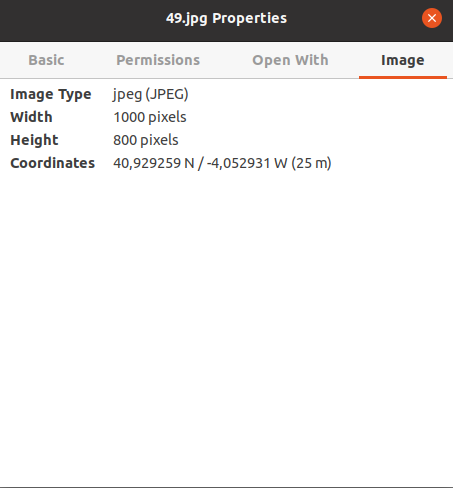 49.jpg Properties
Basic Permissions Open With Image
Image Type jpeg (JPEG)
Width 1000 pixels
Height 800 pixels
Coordinates 40,929259 N / -4,052931 W (25 m)